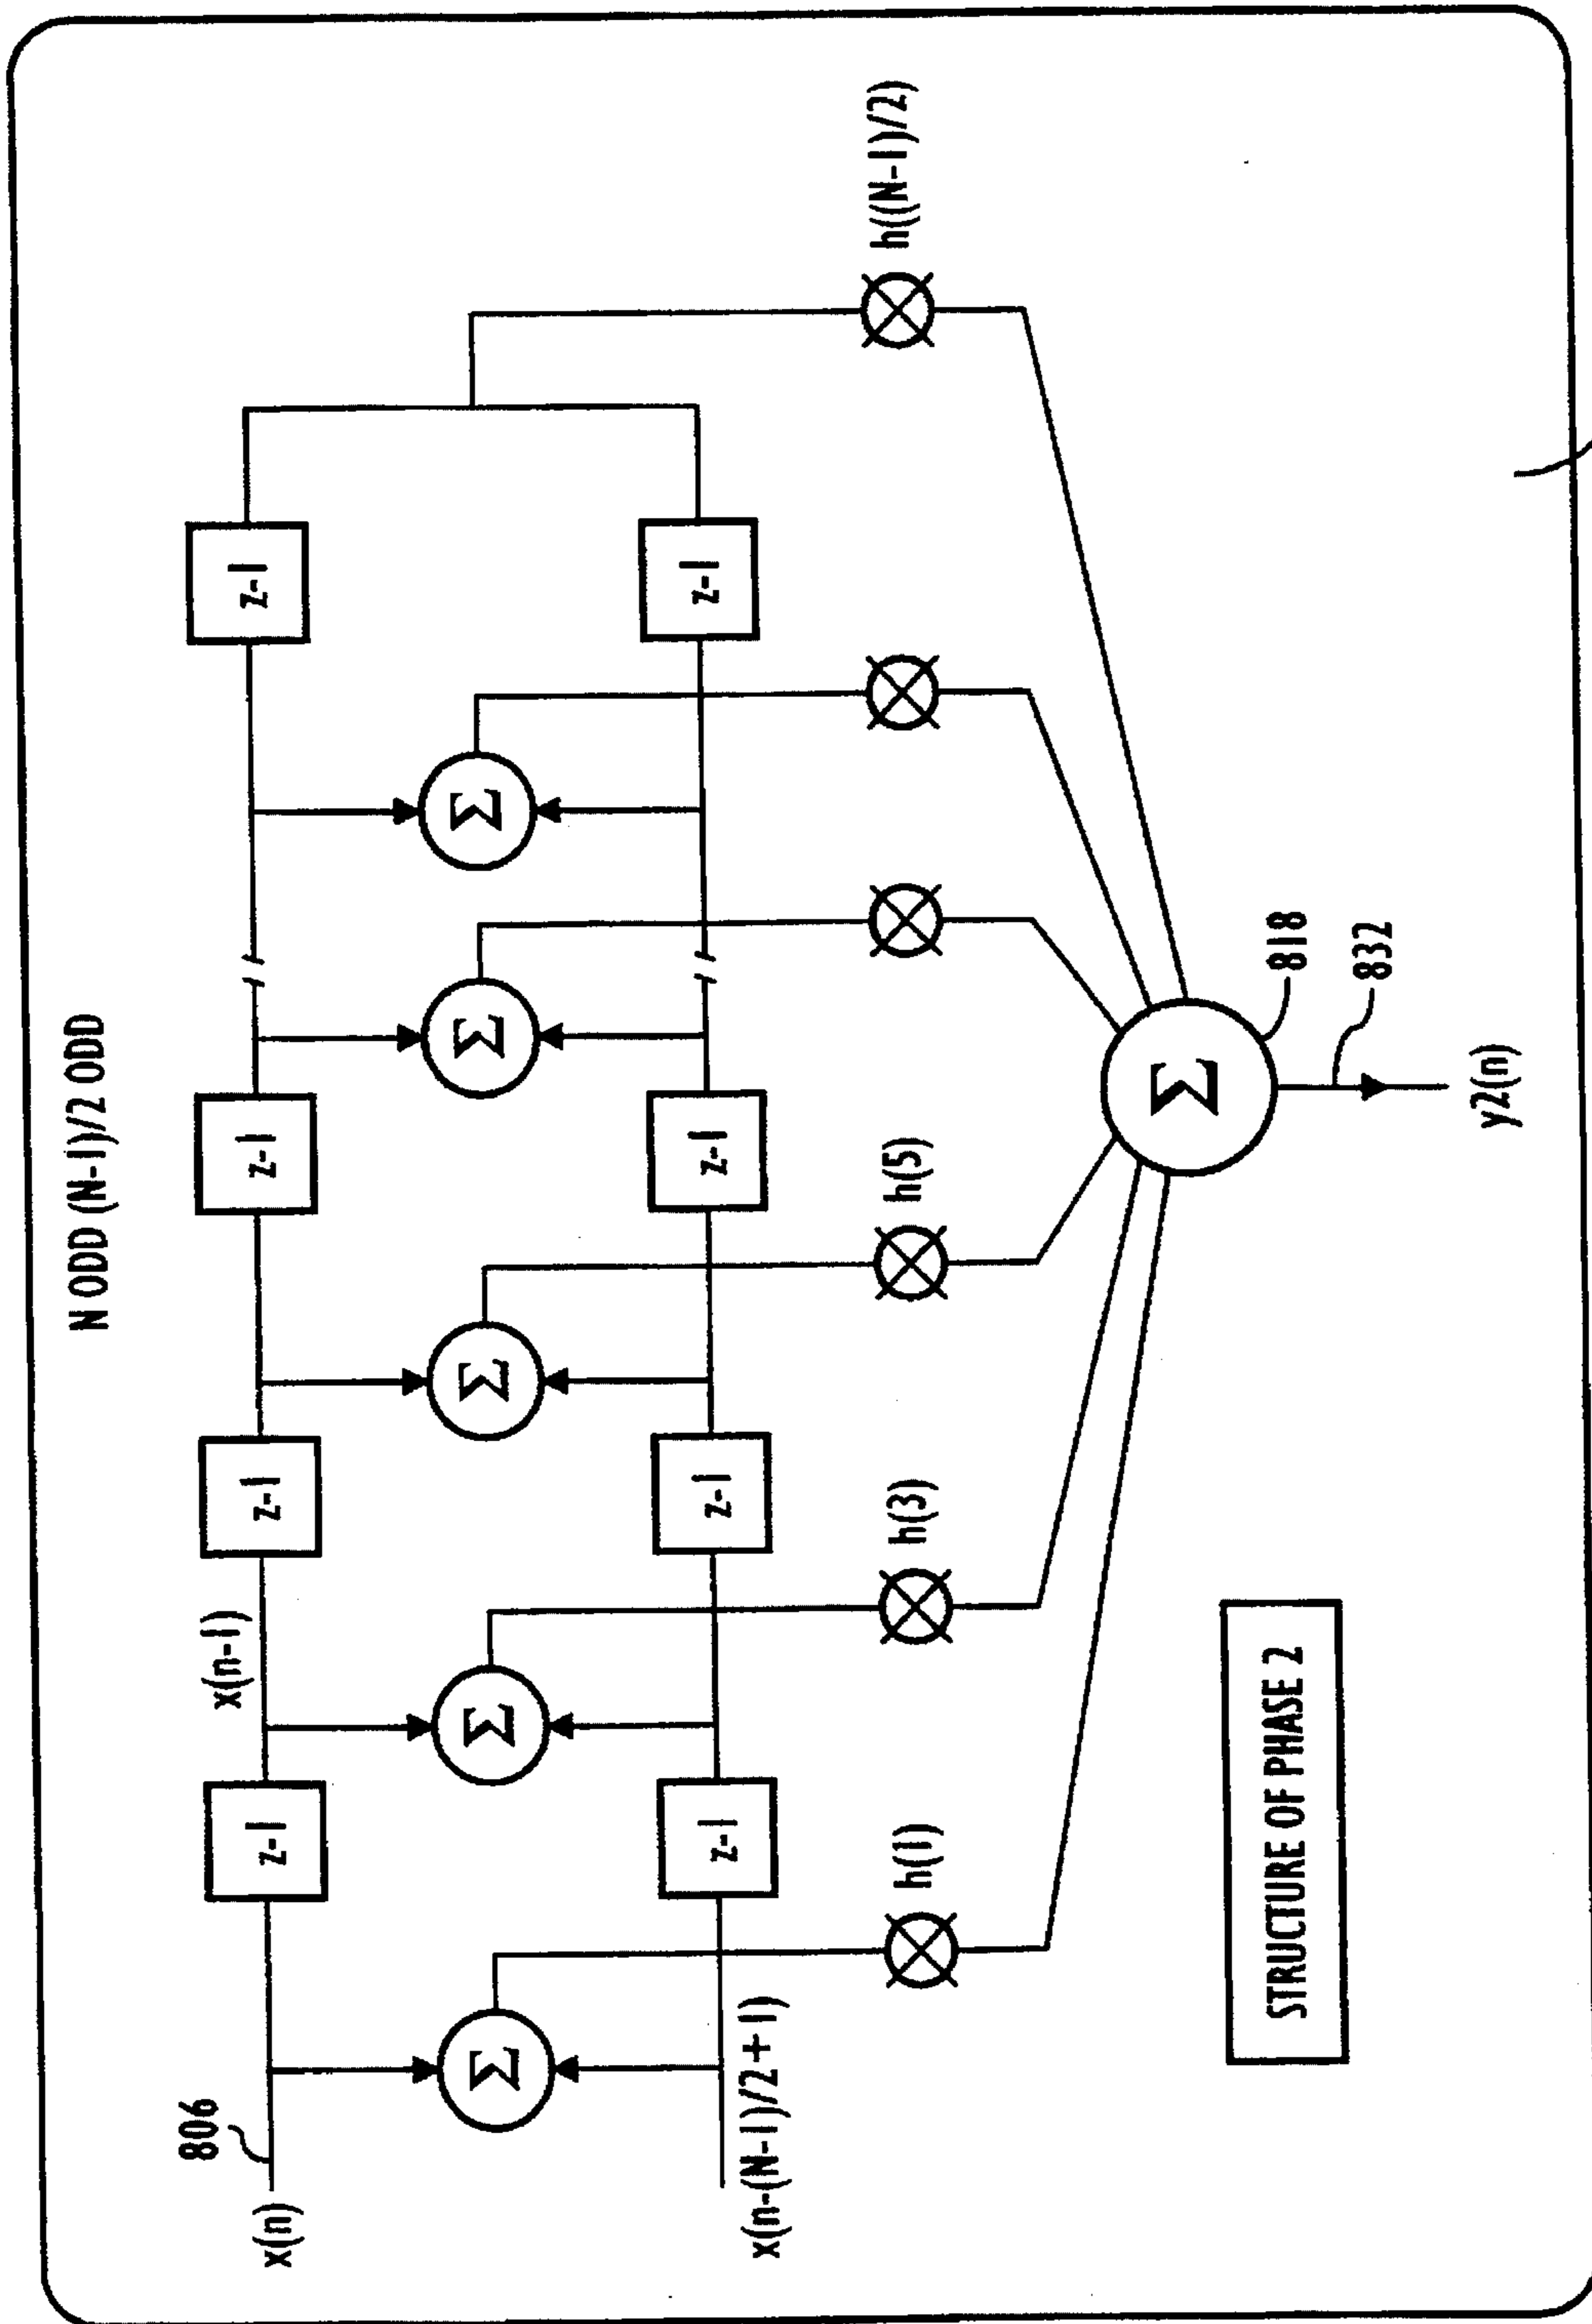 N ODD (N-1)/2 ODD
806
x(n)
x(n-1)
z-1
z-1
z-1
z-1
Σ
Σ
Σ
Σ
Σ
x(n-(N-1)/2+1)
z-1
z-1
z-1
z-1
h(1)
h(3)
h(5)
h((N-1)/2)
Σ
818
832
y2(n)
STRUCTURE OF PHASE 2